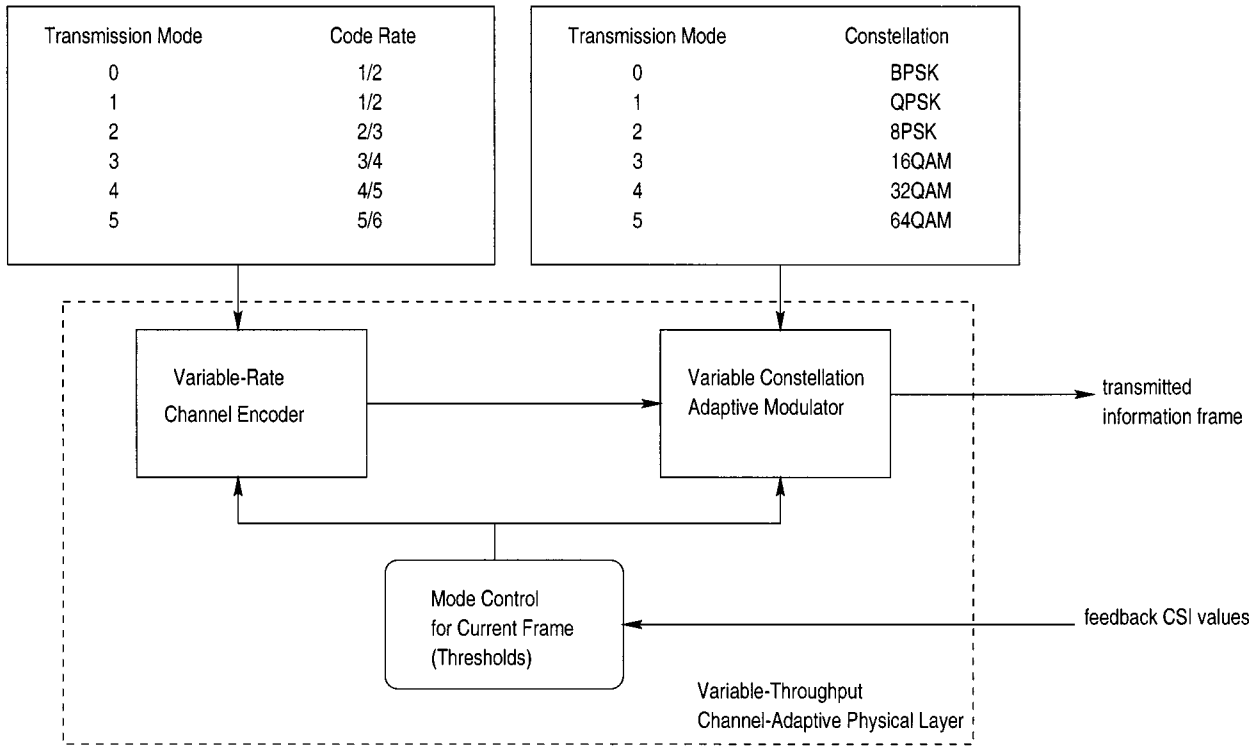 Transmission Mode Code Rate
0 1/2
1 1/2
2 2/3
3 3/4
4 4/5
5 5/6
Transmission Mode Constellation
0 BPSK
1 QPSK
2 8PSK
3 16QAM
4 32QAM
5 64QAM
Variable-Rate
Channel Encoder
Variable Constellation
Adaptive Modulator
transmitted
information frame
Mode Control
for Current Frame
(Thresholds)
feedback CSI values
Variable-Throughput
Channel-Adaptive Physical Layer